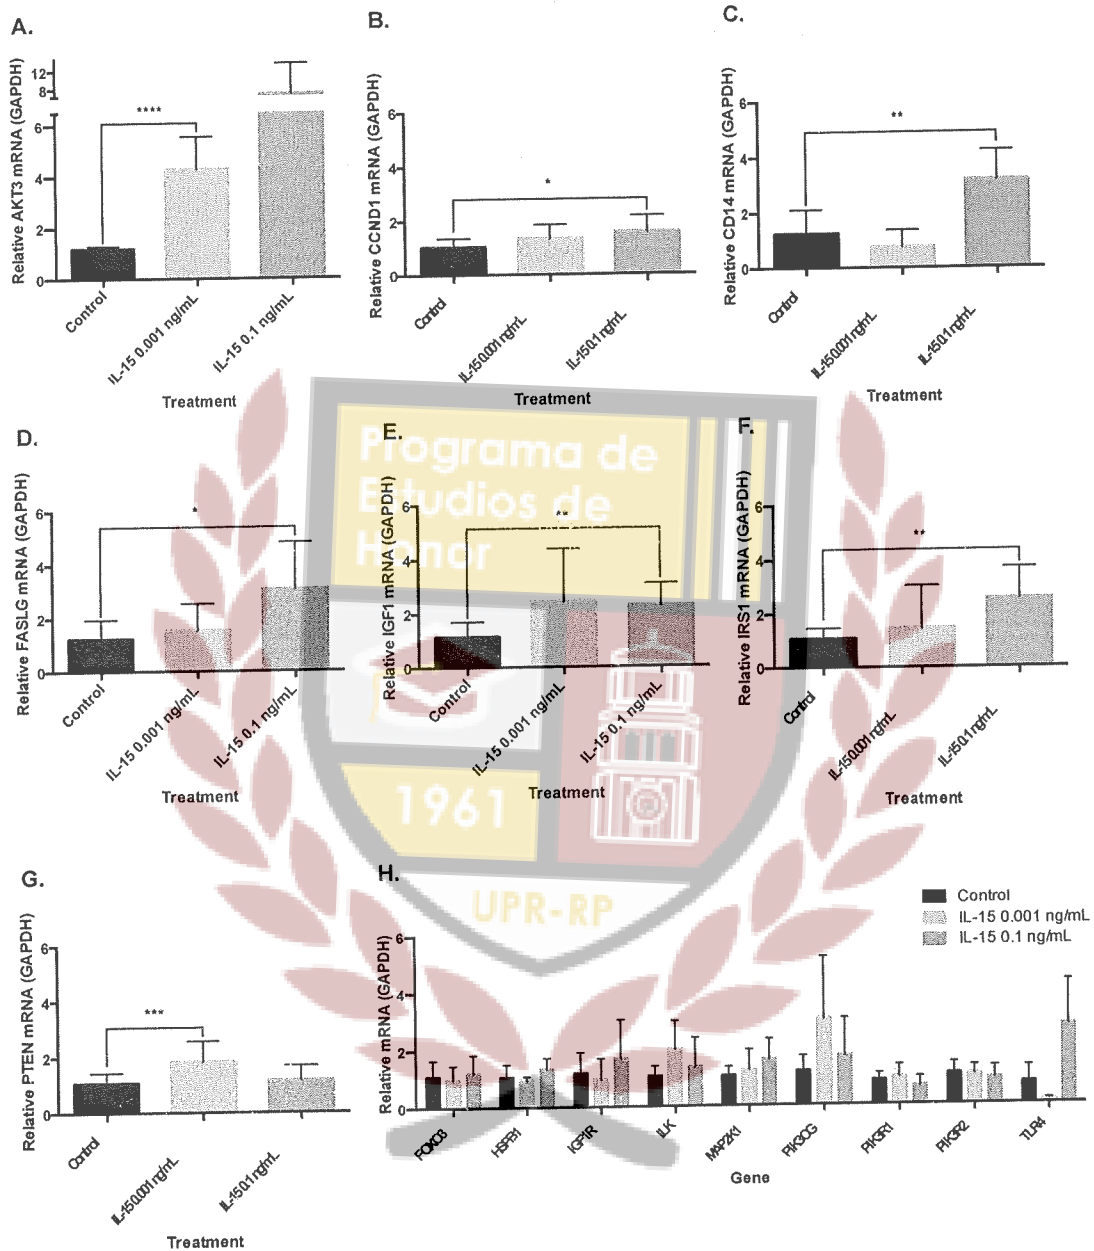 A.
Relative AKT3 mRNA (GAPDH)
12
8
6
4
2
0
****
Control
IL-15 0.001 ng/mL
IL-15 0.1 ng/mL
Treatment
B.
Relative CCND1 mRNA (GAPDH)
6
4
2
0
*
Control
IL-15 0.001 ng/mL
IL-15 0.1 ng/mL
Treatment
C.
Relative CD14 mRNA (GAPDH)
6
4
2
0
**
Control
IL-15 0.001 ng/mL
IL-15 0.1 ng/mL
Treatment
Programa de
Estudios de
Honor
1961
UPR-RP
D.
Relative FASLG mRNA (GAPDH)
6
4
2
0
*
Control
IL-15 0.001 ng/mL
IL-15 0.1 ng/mL
Treatment
E.
Relative IGF1 mRNA (GAPDH)
6
4
2
0
**
Control
IL-15 0.001 ng/mL
IL-15 0.1 ng/mL
Treatment
F.
Relative IRS1 mRNA (GAPDH)
6
4
2
0
**
Control
IL-15 0.001 ng/mL
IL-15 0.1 ng/mL
Treatment
G.
Relative PTEN mRNA (GAPDH)
6
4
2
0
***
Control
IL-15 0.001 ng/mL
IL-15 0.1 ng/mL
Treatment
H.
Control
IL-15 0.001 ng/mL
IL-15 0.1 ng/mL
Relative mRNA (GAPDH)
6
4
2
0
FOXO3
HSPB1
IGF1R
ILK
MAP2K1
PIK3CG
PIK3R1
PIK3R2
TLR4
Gene